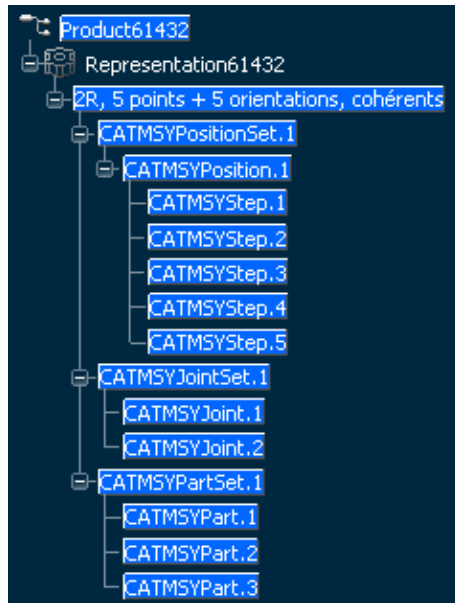 Product61432
Representation61432
2R, 5 points + 5 orientations, cohérents
CATMSYPositionSet.1
CATMSYPosition.1
CATMSYStep.1
CATMSYStep.2
CATMSYStep.3
CATMSYStep.4
CATMSYStep.5
CATMSYJointSet.1
CATMSYJoint.1
CATMSYJoint.2
CATMSYPartSet.1
CATMSYPart.1
CATMSYPart.2
CATMSYPart.3